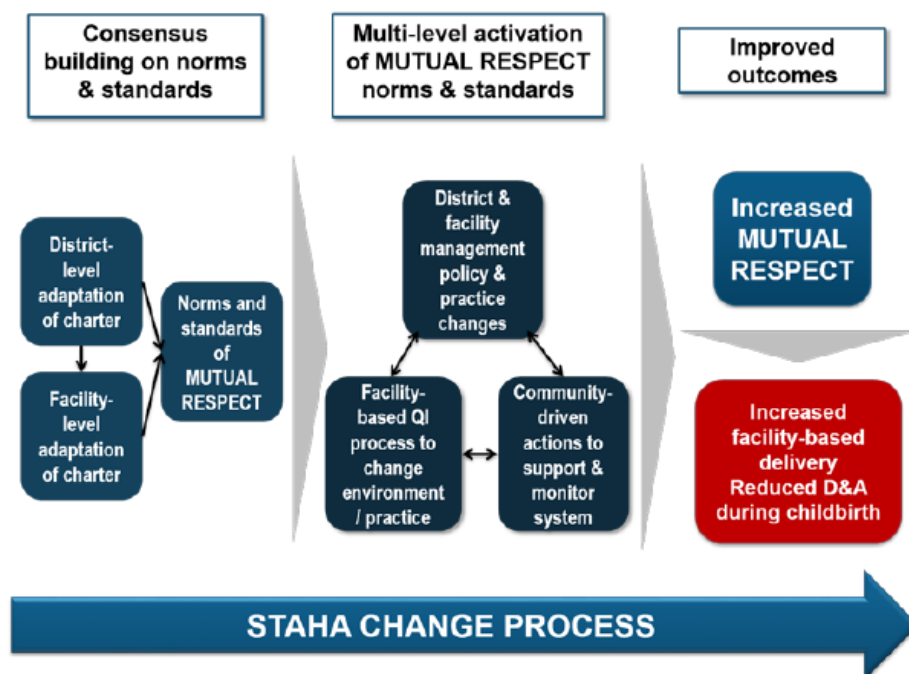 Consensus
building on norms
& standards
Multi-level activation
of MUTUAL RESPECT
norms & standards
Improved
outcomes
District-
level
adaptation
of charter
Facility-
level
adaptation
of charter
Norms and
standards
of
MUTUAL
RESPECT
District &
facility
management
policy &
practice
changes
Facility-
based QI
process to
change
environment
/ practice
Community-
driven
actions to
support &
monitor
system
Increased
MUTUAL
RESPECT
Increased
facility-based
delivery
Reduced D&A
during childbirth
STAHA CHANGE PROCESS